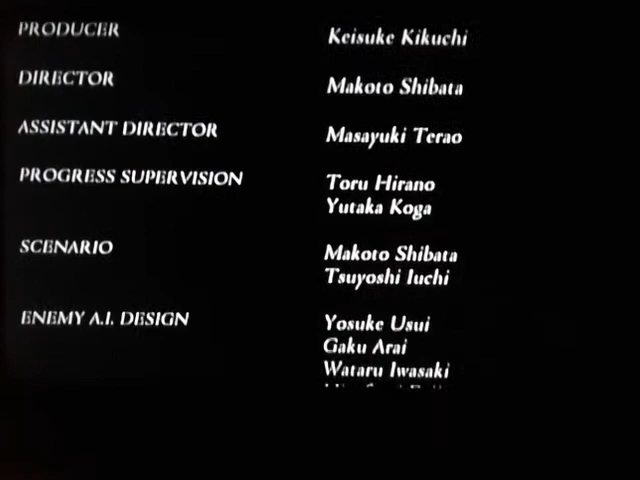 PRODUCER Keisuke Kikuchi
DIRECTOR Makoto Shibata
ASSISTANT DIRECTOR Masayuki Terao
PROGRESS SUPERVISION Toru Hirano
Yutaka Koga
SCENARIO Makoto Shibata
Tsuyoshi Iuchi
ENEMY A.I. DESIGN Yosuke Usui
Gaku Arai
Wataru Iwasaki